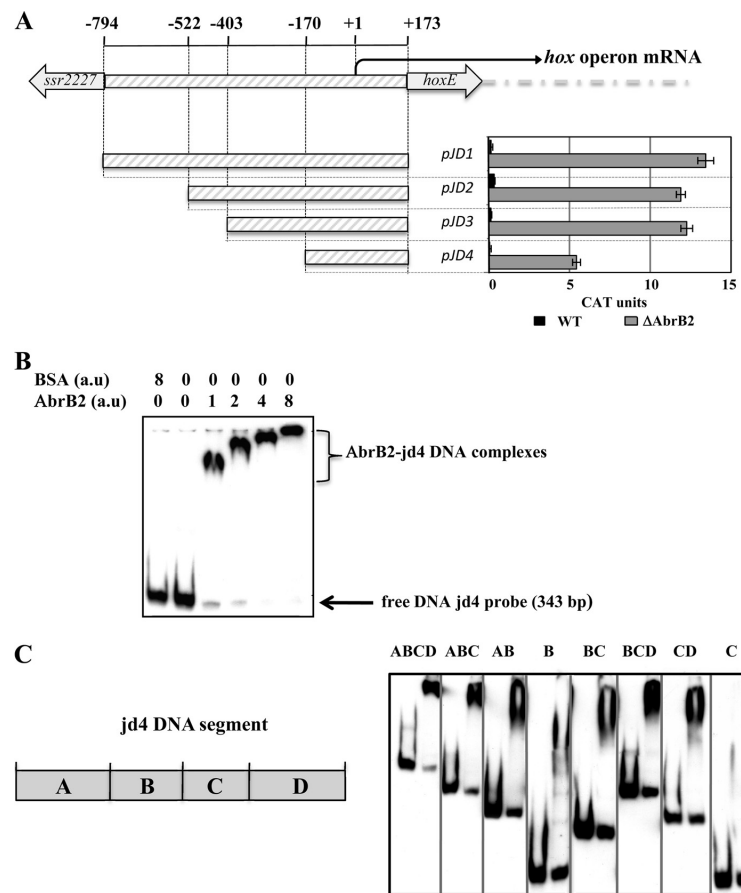 A
-794 -522 -403 -170 +1 +173
hox operon mRNA
ssr2227 hoxE
pJD1
pJD2
pJD3
pJD4
0 5 10 15
CAT units
WT ΔAbrB2
B
BSA (a.u) 8 0 0 0 0 0
AbrB2 (a.u) 0 0 1 2 4 8
AbrB2-jd4 DNA complexes
free DNA jd4 probe (343 bp)
C
ABCD ABC AB B BC BCD CD C
jd4 DNA segment
A B C D